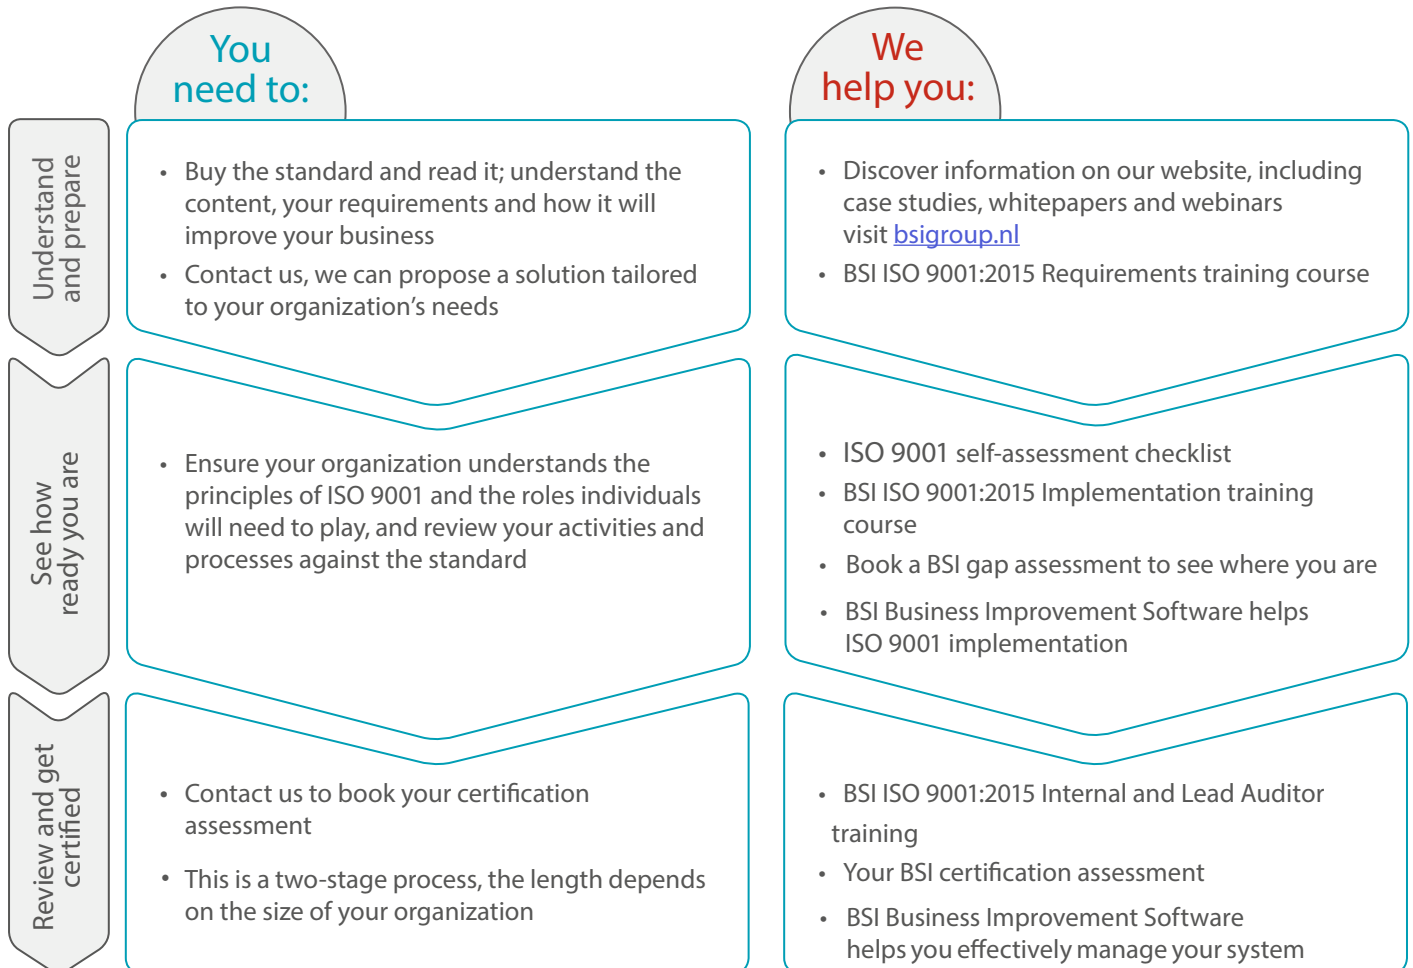 You
need to:
We
help you:
Understand
and prepare
• Buy the standard and read it; understand the
content, your requirements and how it will
improve your business
• Contact us, we can propose a solution tailored
to your organization’s needs
• Discover information on our website, including
case studies, whitepapers and webinars
visit bsigroup.nl
• BSI ISO 9001:2015 Requirements training course
See how
ready you are
• Ensure your organization understands the
principles of ISO 9001 and the roles individuals
will need to play, and review your activities and
processes against the standard
• ISO 9001 self-assessment checklist
• BSI ISO 9001:2015 Implementation training
course
• Book a BSI gap assessment to see where you are
• BSI Business Improvement Software helps
ISO 9001 implementation
Review and get
certified
• Contact us to book your certification
assessment
• This is a two-stage process, the length depends
on the size of your organization
• BSI ISO 9001:2015 Internal and Lead Auditor
training
• Your BSI certification assessment
• BSI Business Improvement Software
helps you effectively manage your system